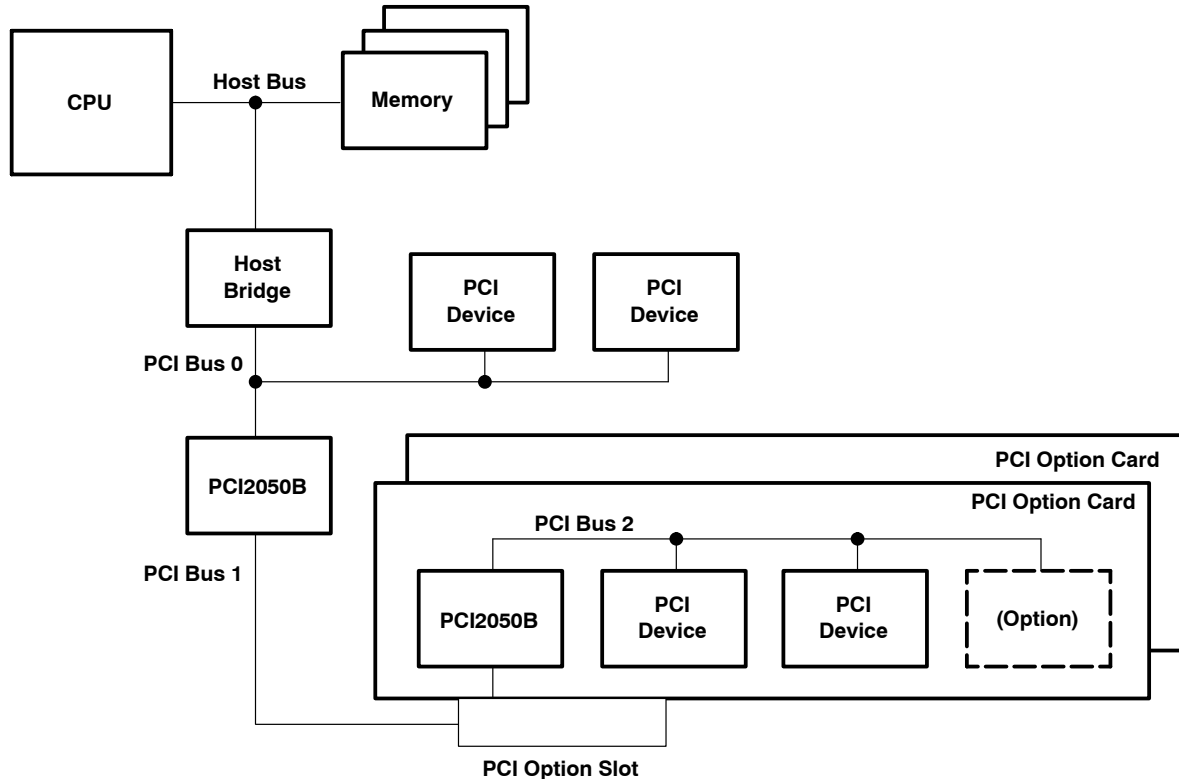 Host Bus
CPU
Memory
Host
Bridge
PCI
Device
PCI
Device
PCI Bus 0
PCI2050B
PCI Option Card
PCI Option Card
PCI Bus 2
PCI Bus 1
PCI2050B
PCI
Device
PCI
Device
(Option)
PCI Option Slot